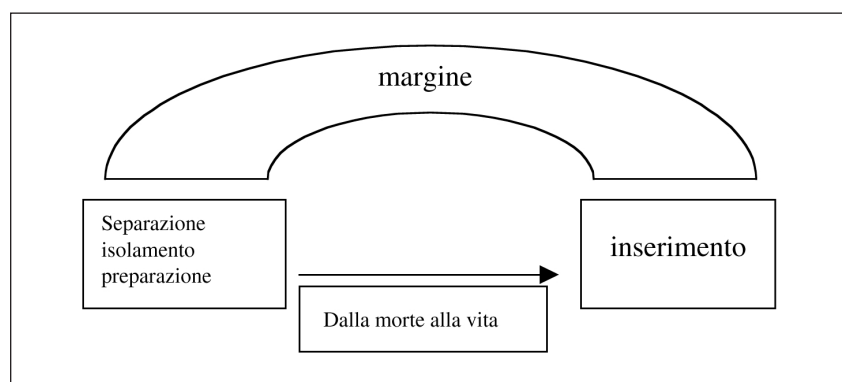 margine
Separazione
isolamento
preparazione
inserimento
Dalla morte alla vita